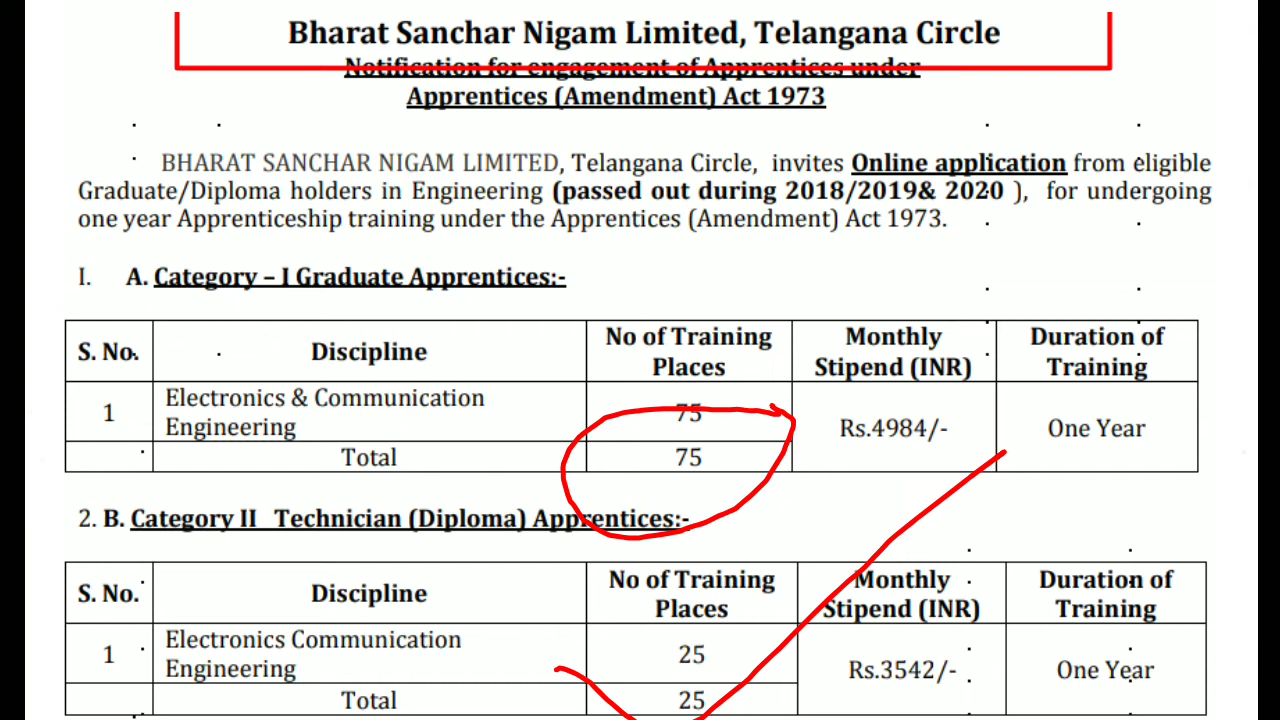 Bharat Sanchar Nigam Limited, Telangana Circle
Notification for engagement of Apprentices under
Apprentices (Amendment) Act 1973
BHARAT SANCHAR NIGAM LIMITED, Telangana Circle, invites Online application from eligible
Graduate/Diploma holders in Engineering (passed out during 2018/2019& 2020 ), for undergoing
one year Apprenticeship training under the Apprentices (Amendment) Act 1973.
I. A. Category – I Graduate Apprentices:-
S. No. Discipline No of Training Places Monthly Stipend (INR) Duration of Training
1 Electronics & Communication Engineering 75 Rs.4984/- One Year
Total 75
2. B. Category II Technician (Diploma) Apprentices:-
S. No. Discipline No of Training Places Monthly Stipend (INR) Duration of Training
1 Electronics Communication Engineering 25 Rs.3542/- One Year
Total 25